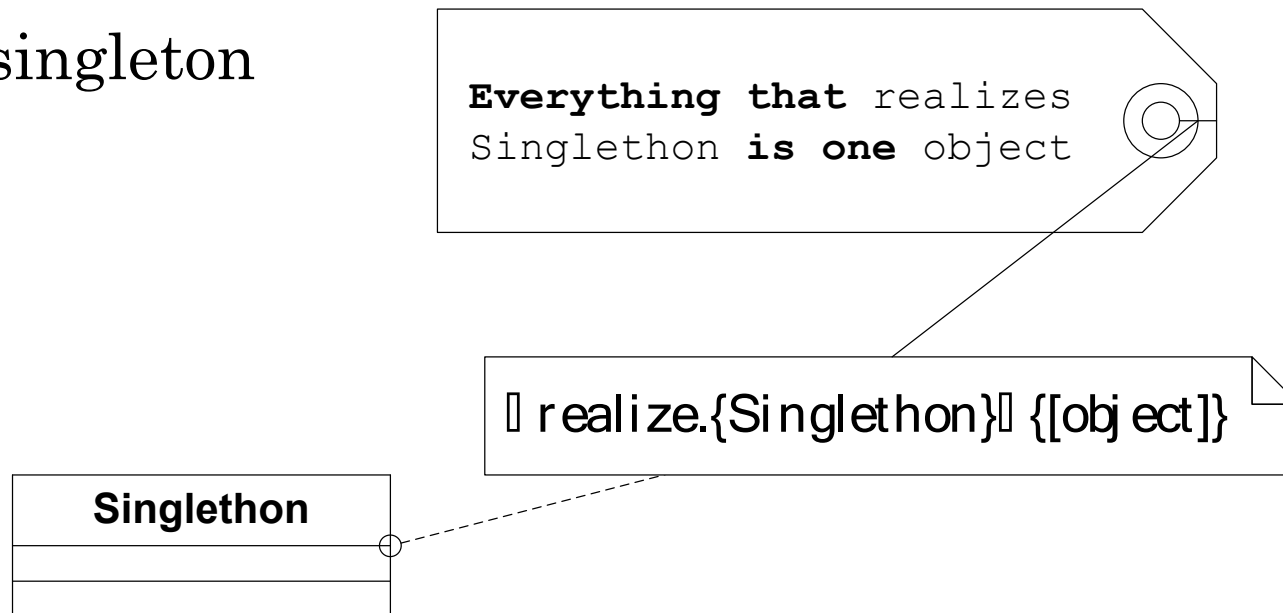 singleton
Everything that realizes
Singlethon is one object
realize.{Singlethon} {[object]}
Singlethon